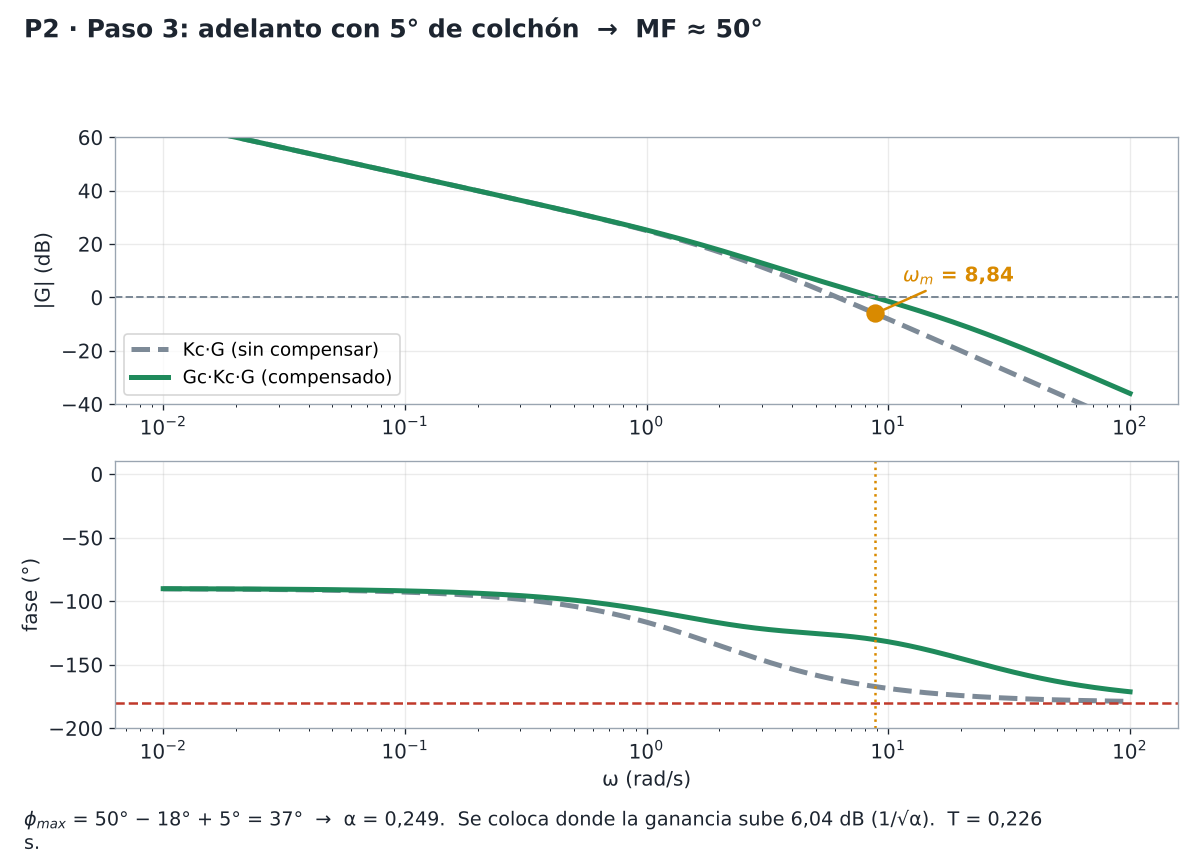 P2 · Paso 3: adelanto con 5° de colchón → MF ≈ 50°
|G| (dB)
60
40
20
0
−20
−40
ω_m = 8,84
Kc·G (sin compensar)
Gc·Kc·G (compensado)
10⁻² 10⁻¹ 10⁰ 10¹ 10²
fase (°)
0
−50
−100
−150
−200
10⁻² 10⁻¹ 10⁰ 10¹ 10²
ω (rad/s)
ϕ_max = 50° − 18° + 5° = 37° → α = 0,249. Se coloca donde la ganancia sube 6,04 dB (1/√α). T = 0,226
s.